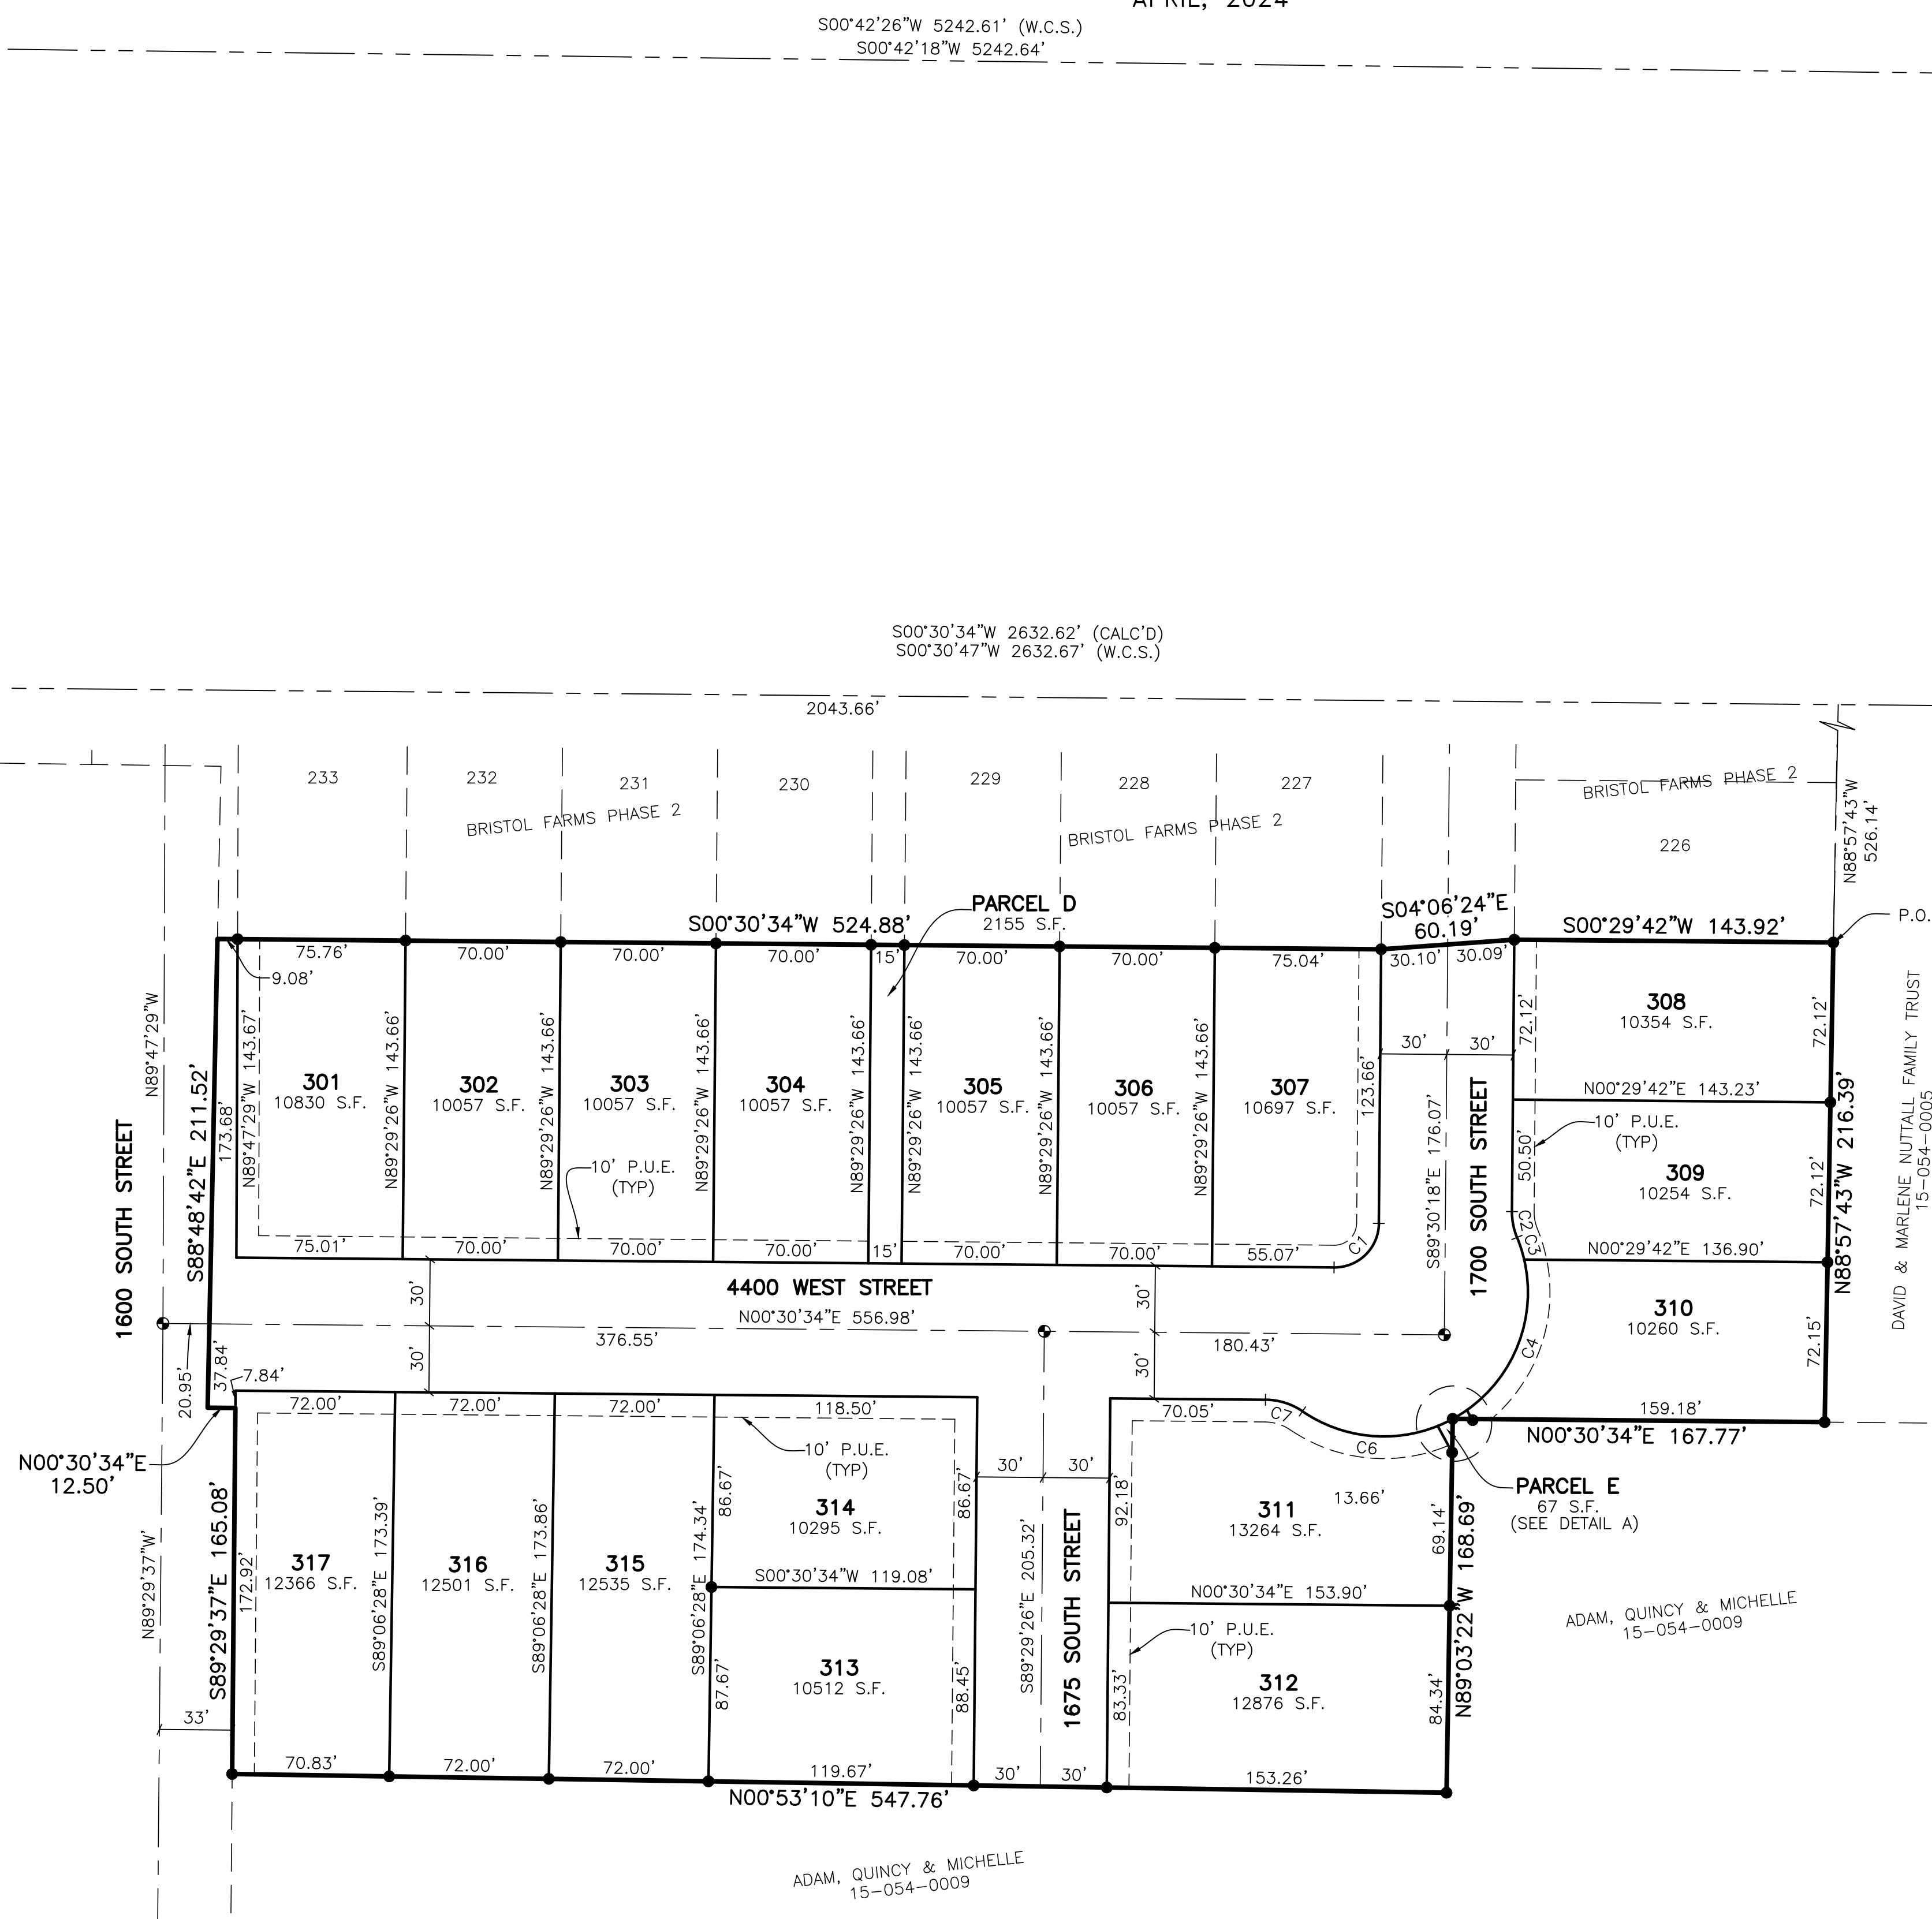 APRIL, 2024
S00°42'26"W 5242.61' (W.C.S.)
S00°42'18"W 5242.64'
S00°30'34"W 2632.62' (CALC'D)
S00°30'47"W 2632.67' (W.C.S.)
2043.66'
233
232
231
230
229
228
227
226
BRISTOL FARMS PHASE 2
BRISTOL FARMS PHASE 2
BRISTOL FARMS PHASE 2
N88°57'43"W
526.14'
P.O.
PARCEL D
2155 S.F.
S00°30'34"W 524.88'
S04°06'24"E
60.19'
S00°29'42"W 143.92'
9.08'
75.76'
70.00'
70.00'
70.00'
15'
70.00'
70.00'
75.04'
30.10'
30.09'
N89°47'29"W
1600 SOUTH STREET
S88°48'42"E 211.52'
173.68'
N89°47'29"W 143.67'
301
10830 S.F.
N89°29'26"W 143.66'
302
10057 S.F.
N89°29'26"W 143.66'
303
10057 S.F.
N89°29'26"W 143.66'
304
10057 S.F.
N89°29'26"W 143.66'
N89°29'26"W 143.66'
305
10057 S.F.
N89°29'26"W 143.66'
306
10057 S.F.
N89°29'26"W 143.66'
307
10697 S.F.
123.66'
30'
30'
S89°30'18"E 176.07'
1700 SOUTH STREET
72.12'
308
10354 S.F.
72.12'
N00°29'42"E 143.23'
10' P.U.E.
(TYP)
50.50'
309
10254 S.F.
72.12'
N88°57'43"W 216.39'
DAVID & MARLENE NUTTALL FAMILY TRUST
15-054-0005
N00°29'42"E 136.90'
C2
C3
310
10260 S.F.
72.15'
C4
159.18'
N00°30'34"E 167.77'
10' P.U.E.
(TYP)
75.01'
70.00'
70.00'
70.00'
15'
70.00'
70.00'
55.07'
C1
4400 WEST STREET
N00°30'34"E 556.98'
376.55'
180.43'
30'
30'
30'
30'
20.95'
37.84'
7.84'
N00°30'34"E
12.50'
72.00'
72.00'
72.00'
118.50'
70.05'
C7
C6
10' P.U.E.
(TYP)
PARCEL E
67 S.F.
(SEE DETAIL A)
N89°29'37"W
S89°29'37"E 165.08'
172.92'
317
12366 S.F.
S89°06'28"E 173.39'
316
12501 S.F.
S89°06'28"E 173.86'
315
12535 S.F.
S89°06'28"E 174.34'
86.67'
314
10295 S.F.
86.67'
S00°30'34"W 119.08'
87.67'
313
10512 S.F.
88.45'
30'
30'
S89°29'26"E 205.32'
1675 SOUTH STREET
92.18'
311
13264 S.F.
13.66'
69.14'
N00°30'34"E 153.90'
10' P.U.E.
(TYP)
83.33'
312
12876 S.F.
84.34'
N89°03'22"W 168.69'
ADAM, QUINCY & MICHELLE
15-054-0009
33'
70.83'
72.00'
72.00'
119.67'
30'
30'
153.26'
N00°53'10"E 547.76'
ADAM, QUINCY & MICHELLE
15-054-0009